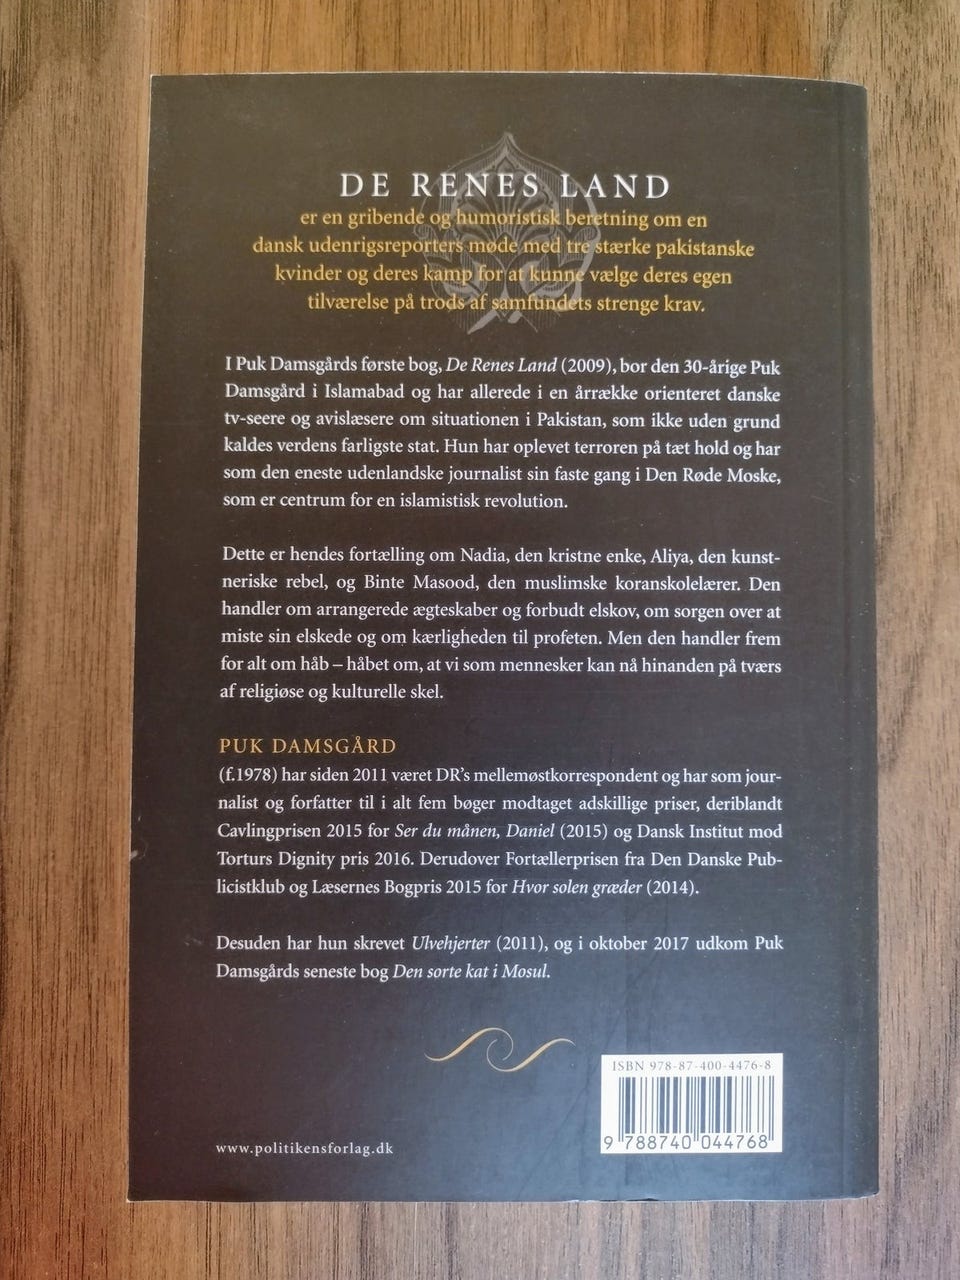 DE RENES LAND
er en gribende og humoristisk beretning om en
dansk udenrigsreporters møde med tre stærke pakistanske
kvinder og deres kamp for at kunne vælge deres egen
tilværelse på trods af samfundets strenge krav.
I Puk Damsgårds første bog, De Renes Land (2009), bor den 30-årige Puk
Damsgård i Islamabad og har allerede i en årrække orienteret danske
tv-seere og avislæsere om situationen i Pakistan, som ikke uden grund
kaldes verdens farligste stat. Hun har oplevet terroren på tæt hold og har
som den eneste udenlandske journalist sin faste gang i Den Røde Moske,
som er centrum for en islamistisk revolution.
Dette er hendes fortælling om Nadia, den kristne enke, Aliya, den kunst-
neriske rebel, og Binte Masood, den muslimske koranskolelærer. Den
handler om arrangerede ægteskaber og forbudt elskov, om sorgen over at
miste sin elskede og om kærligheden til profeten. Men den handler frem
for alt om håb – håbet om, at vi som mennesker kan nå hinanden på tværs
af religiøse og kulturelle skel.
PUK DAMSGÅRD
(f.1978) har siden 2011 været DR's mellemøstkorrespondent og har som jour-
nalist og forfatter til i alt fem bøger modtaget adskillige priser, deriblandt
Cavlingprisen 2015 for Ser du månen, Daniel (2015) og Dansk Institut mod
Torturs Dignity pris 2016. Derudover Fortællerprisen fra Den Danske Pub-
licistklub og Læsernes Bogpris 2015 for Hvor solen græder (2014).
Desuden har hun skrevet Ulvehjerter (2011), og i oktober 2017 udkom Puk
Damsgårds seneste bog Den sorte kat i Mosul.
ISBN 978-87-400-4476-8
9 788740 044768
www.politikensforlag.dk